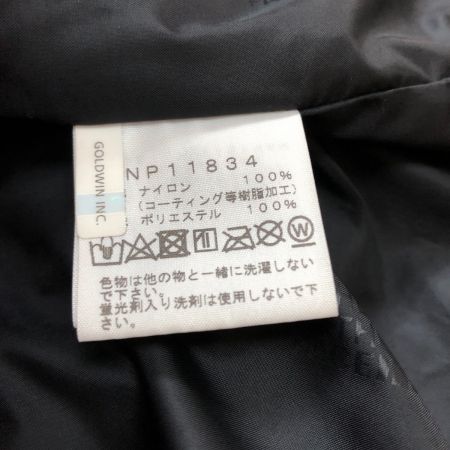 GOLDWIN INC.
NP11834
ナイロン 100%
(コーティング等樹脂加工)
ポリエステル 100%
色物は他の物と一緒に洗濯しない
で下さい。
蛍光剤入り洗剤は使用しないで下
さい。